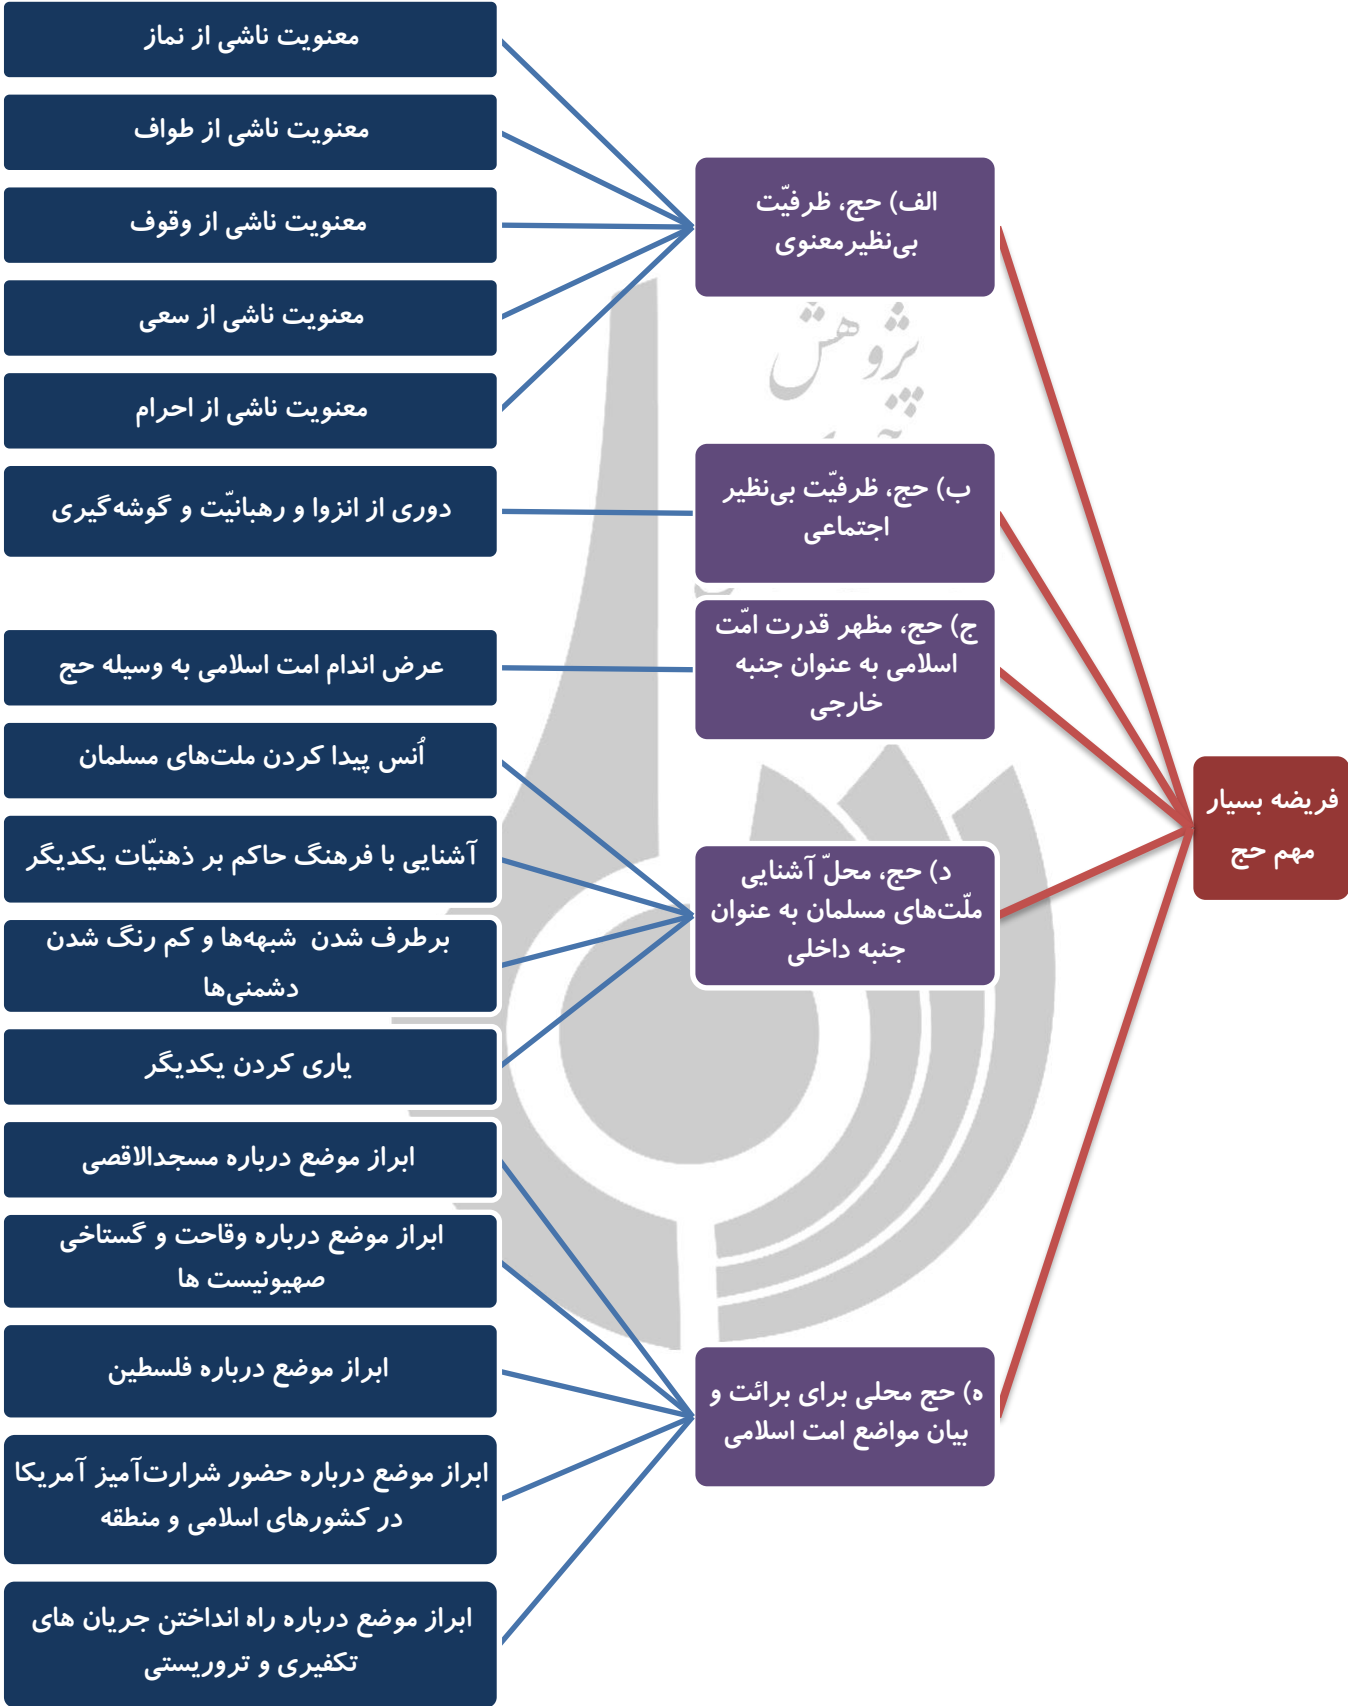 فریضه بسیار
مهم حج
الف) حج، ظرفیّت
بی‌نظیرمعنوی
معنویت ناشی از نماز
معنویت ناشی از طواف
معنویت ناشی از وقوف
معنویت ناشی از سعی
معنویت ناشی از احرام
ب) حج، ظرفیّت بی‌نظیر
اجتماعی
دوری از انزوا و رهبانیّت و گوشه‌گیری
ج) حج، مظهر قدرت امّت
اسلامی به عنوان جنبه
خارجی
عرض اندام امت اسلامی به وسیله حج
د) حج، محلّ آشنایی
ملّت‌های مسلمان به عنوان
جنبه داخلی
اُنس پیدا کردن ملت‌های مسلمان
آشنایی با فرهنگ حاکم بر ذهنیّات یکدیگر
برطرف شدن شبهه‌ها و کم رنگ شدن
دشمنی‌ها
یاری کردن یکدیگر
ه) حج محلی برای برائت و
بیان مواضع امت اسلامی
ابراز موضع درباره مسجدالاقصی
ابراز موضع درباره وقاحت و گستاخی
صهیونیست ها
ابراز موضع درباره فلسطین
ابراز موضع درباره حضور شرارت‌آمیز آمریکا
در کشورهای اسلامی و منطقه
ابراز موضع درباره راه انداختن جریان های
تکفیری و تروریستی
پژوهش